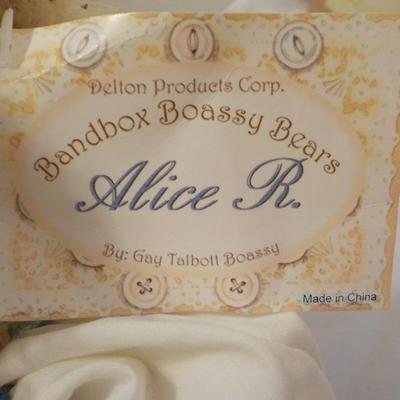 Delton Products Corp.
Bandbox Boassy Bears
Alice R.
By: Gay Talbott Boassy
Made in China